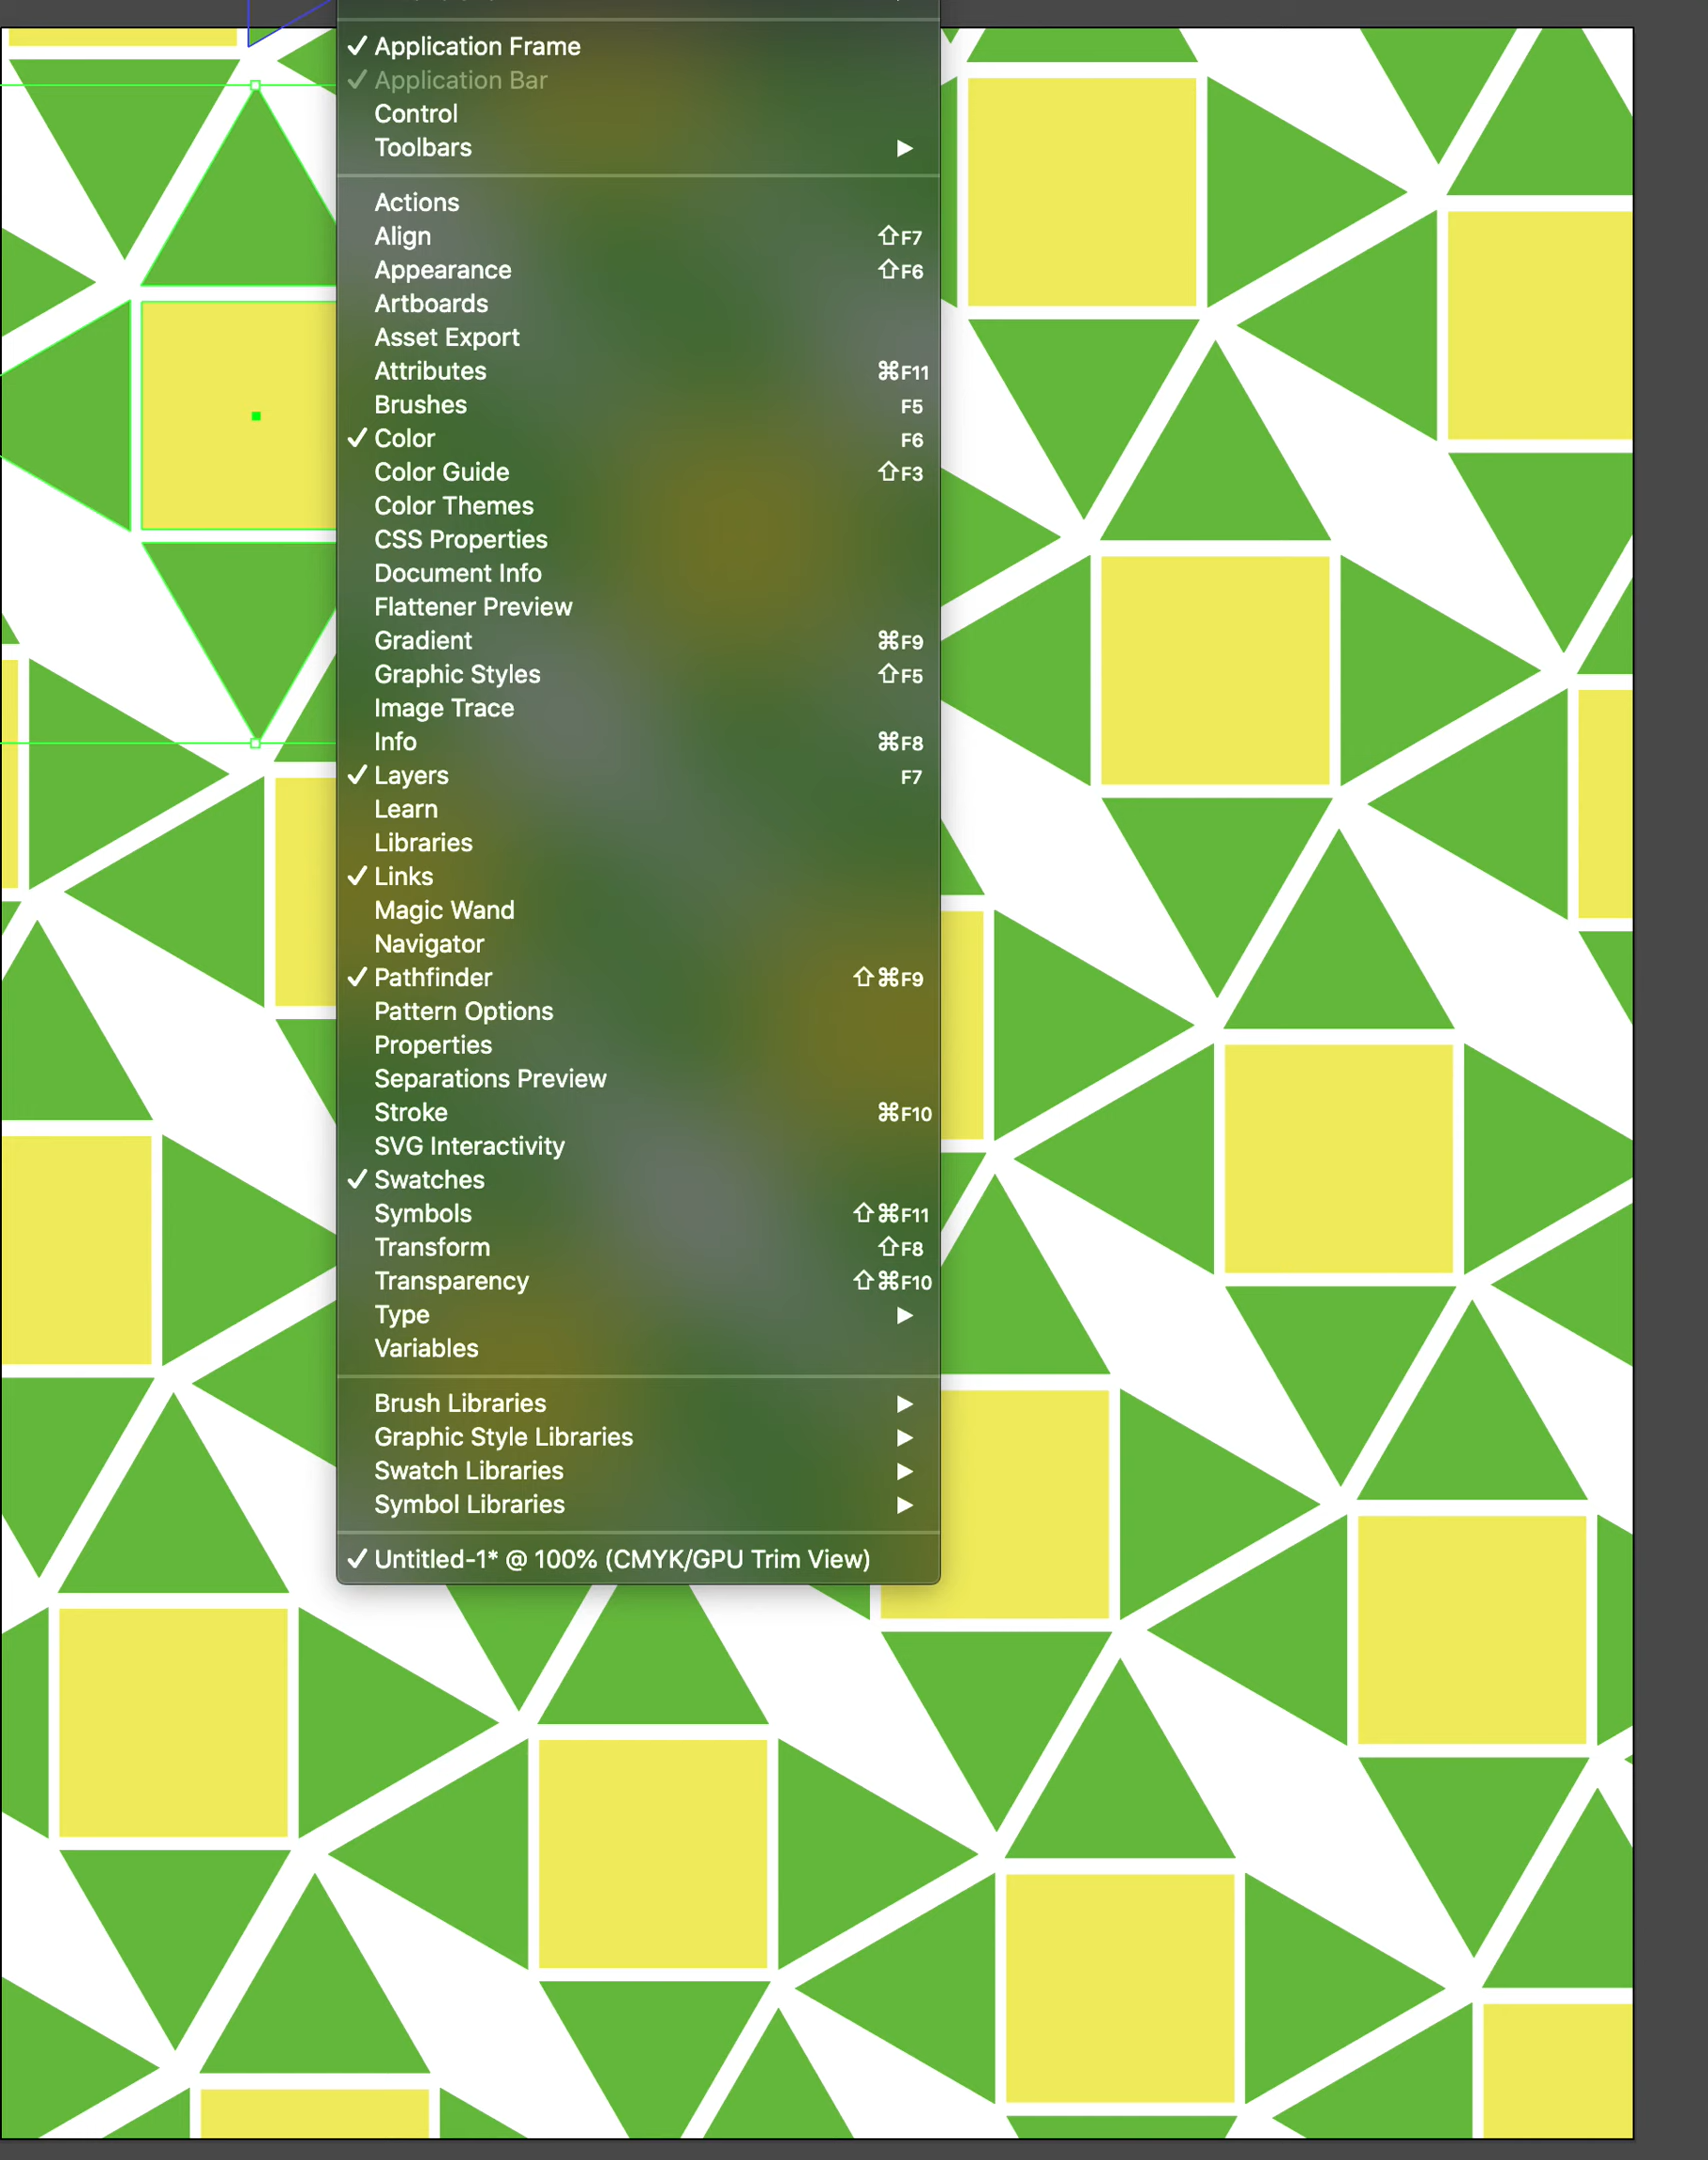 ✓ Application Frame
✓ Application Bar
Control
Toolbars ▶
Actions
Align ⇧F7
Appearance ⇧F6
Artboards
Asset Export
Attributes ⌘F11
Brushes F5
✓ Color F6
Color Guide ⇧F3
Color Themes
CSS Properties
Document Info
Flattener Preview
Gradient ⌘F9
Graphic Styles ⇧F5
Image Trace
Info ⌘F8
✓ Layers F7
Learn
Libraries
✓ Links
Magic Wand
Navigator
✓ Pathfinder ⇧⌘F9
Pattern Options
Properties
Separations Preview
Stroke ⌘F10
SVG Interactivity
✓ Swatches
Symbols ⇧⌘F11
Transform ⇧F8
Transparency ⇧⌘F10
Type ▶
Variables
Brush Libraries ▶
Graphic Style Libraries ▶
Swatch Libraries ▶
Symbol Libraries ▶
✓ Untitled-1* @ 100% (CMYK/GPU Trim View)